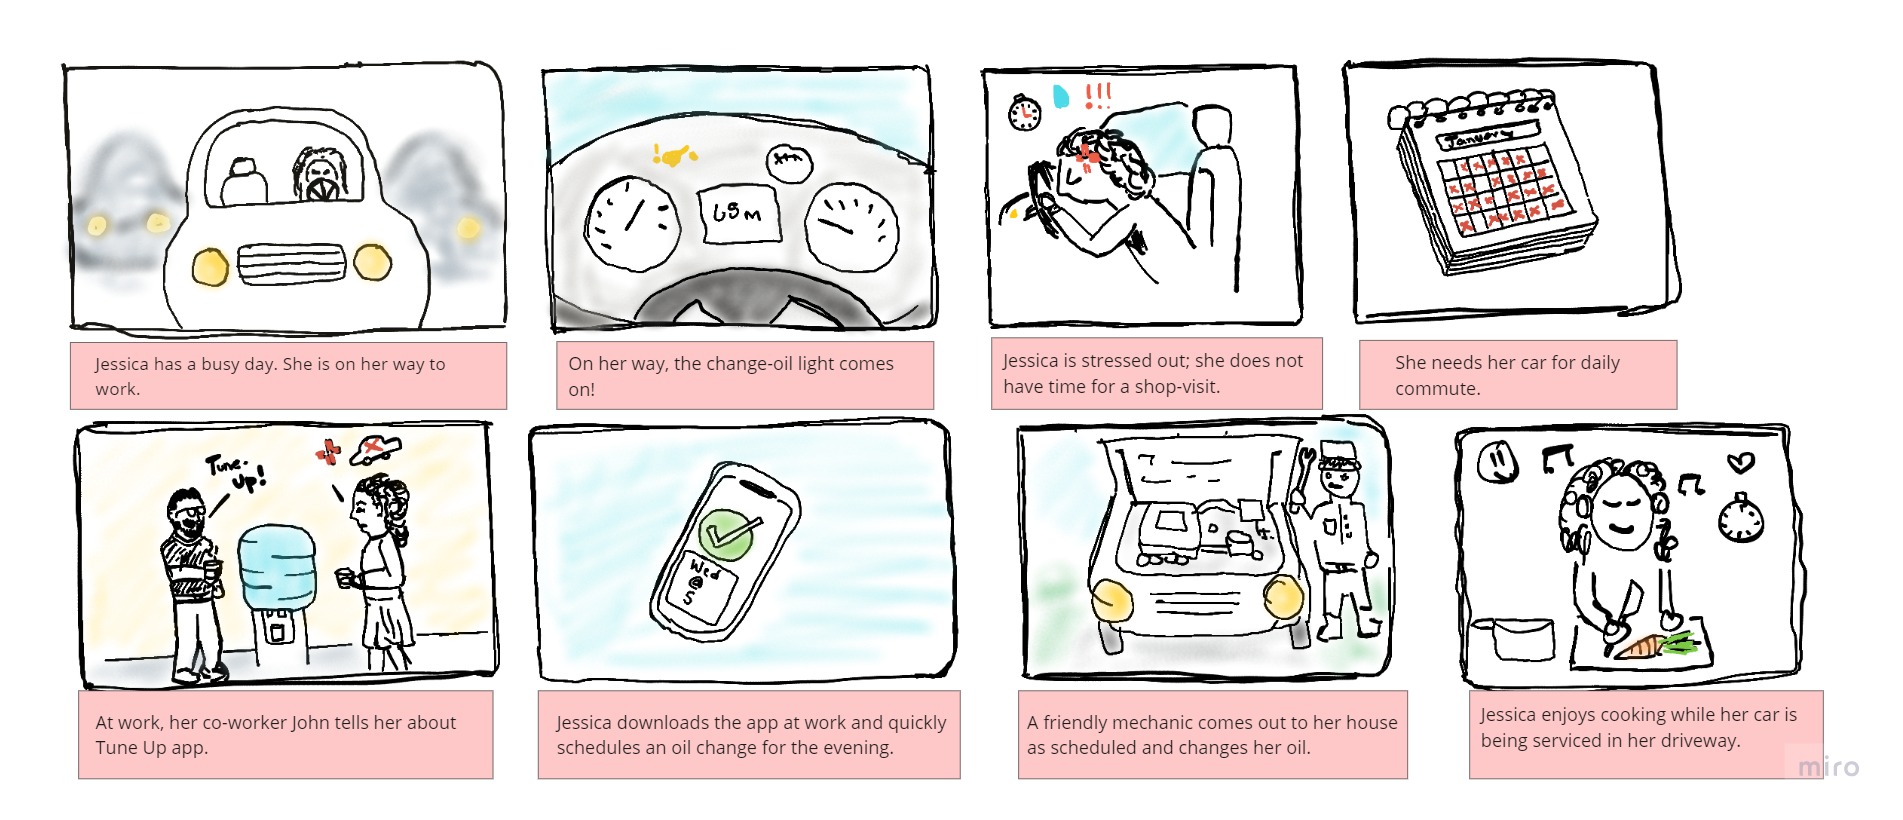 !!!
January
65m
Jessica has a busy day. She is on her way to
work.
On her way, the change-oil light comes
on!
Jessica is stressed out; she does not
have time for a shop-visit.
She needs her car for daily
commute.
Tune-
Up!
Wed
@
5
At work, her co-worker John tells her about
Tune Up app.
Jessica downloads the app at work and quickly
schedules an oil change for the evening.
A friendly mechanic comes out to her house
as scheduled and changes her oil.
Jessica enjoys cooking while her car is
being serviced in her driveway.
miro